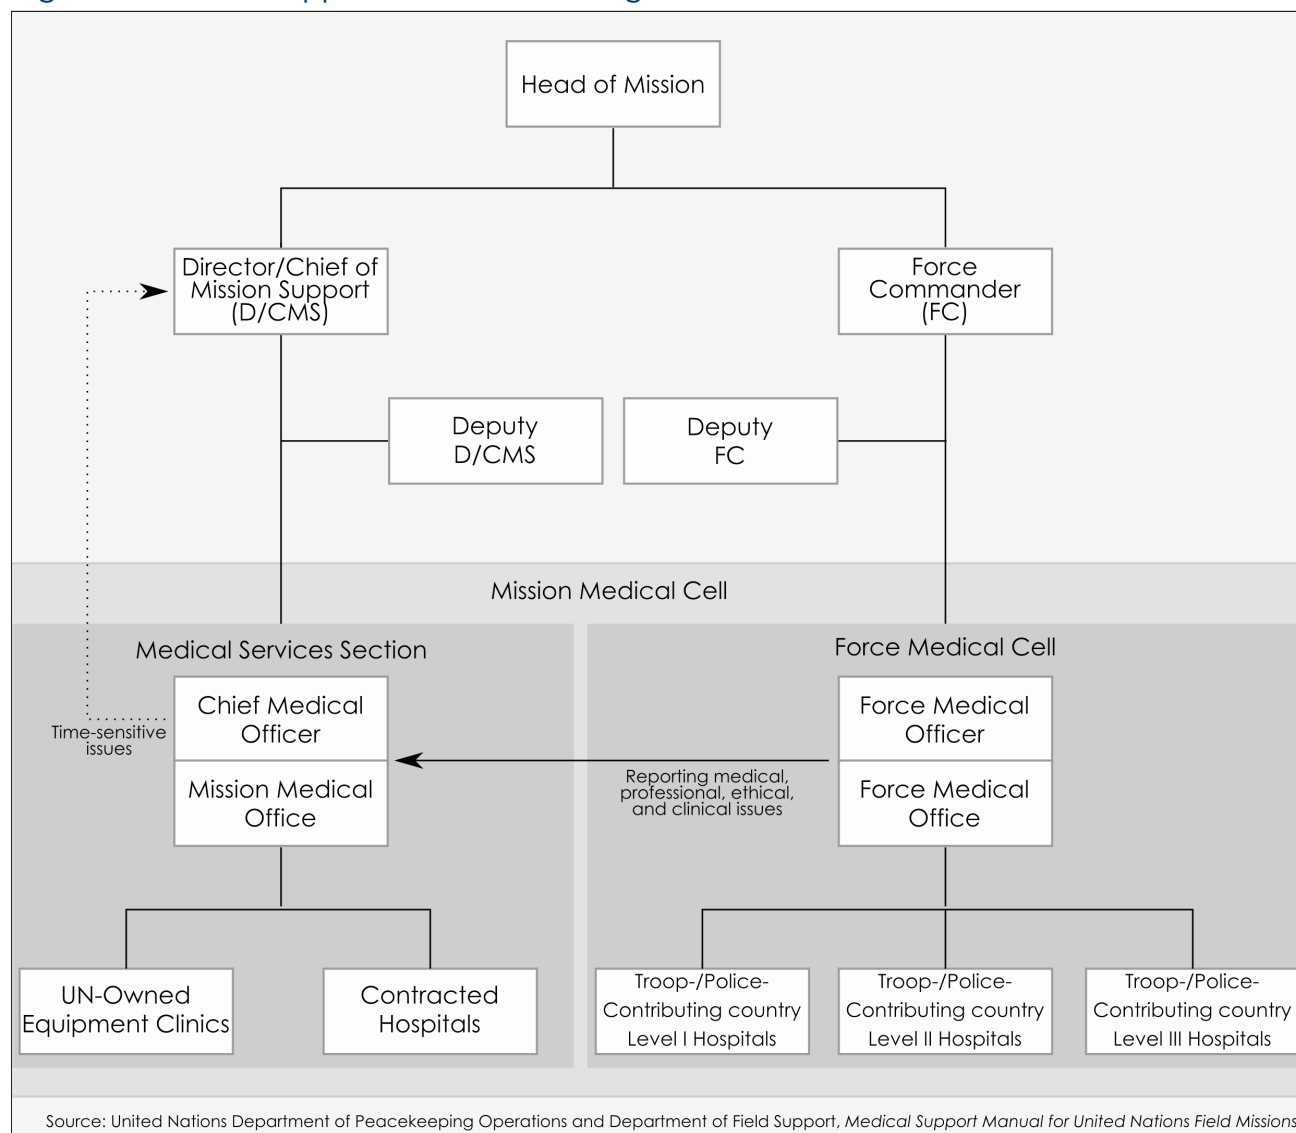 Head of Mission
Director/Chief of
Mission Support
(D/CMS)
Force
Commander
(FC)
Deputy
D/CMS
Deputy
FC
Mission Medical Cell
Medical Services Section
Force Medical Cell
Chief Medical
Officer
Mission Medical
Office
Time-sensitive
issues
Reporting medical,
professional, ethical,
and clinical issues
Force Medical
Officer
Force Medical
Office
UN-Owned
Equipment Clinics
Contracted
Hospitals
Troop-/Police-
Contributing country
Level I Hospitals
Troop-/Police-
Contributing country
Level II Hospitals
Troop-/Police-
Contributing country
Level III Hospitals
Source: United Nations Department of Peacekeeping Operations and Department of Field Support, Medical Support Manual for United Nations Field Missions